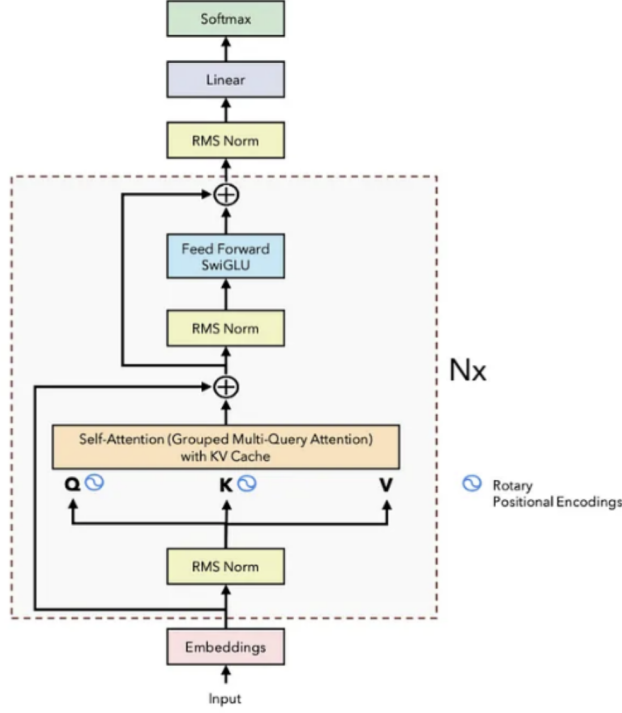 Softmax
Linear
RMS Norm
Feed Forward
SwiGLU
RMS Norm
Nx
Self-Attention (Grouped Multi-Query Attention)
with KV Cache
Q K V
Rotary
Positional Encodings
RMS Norm
Embeddings
Input